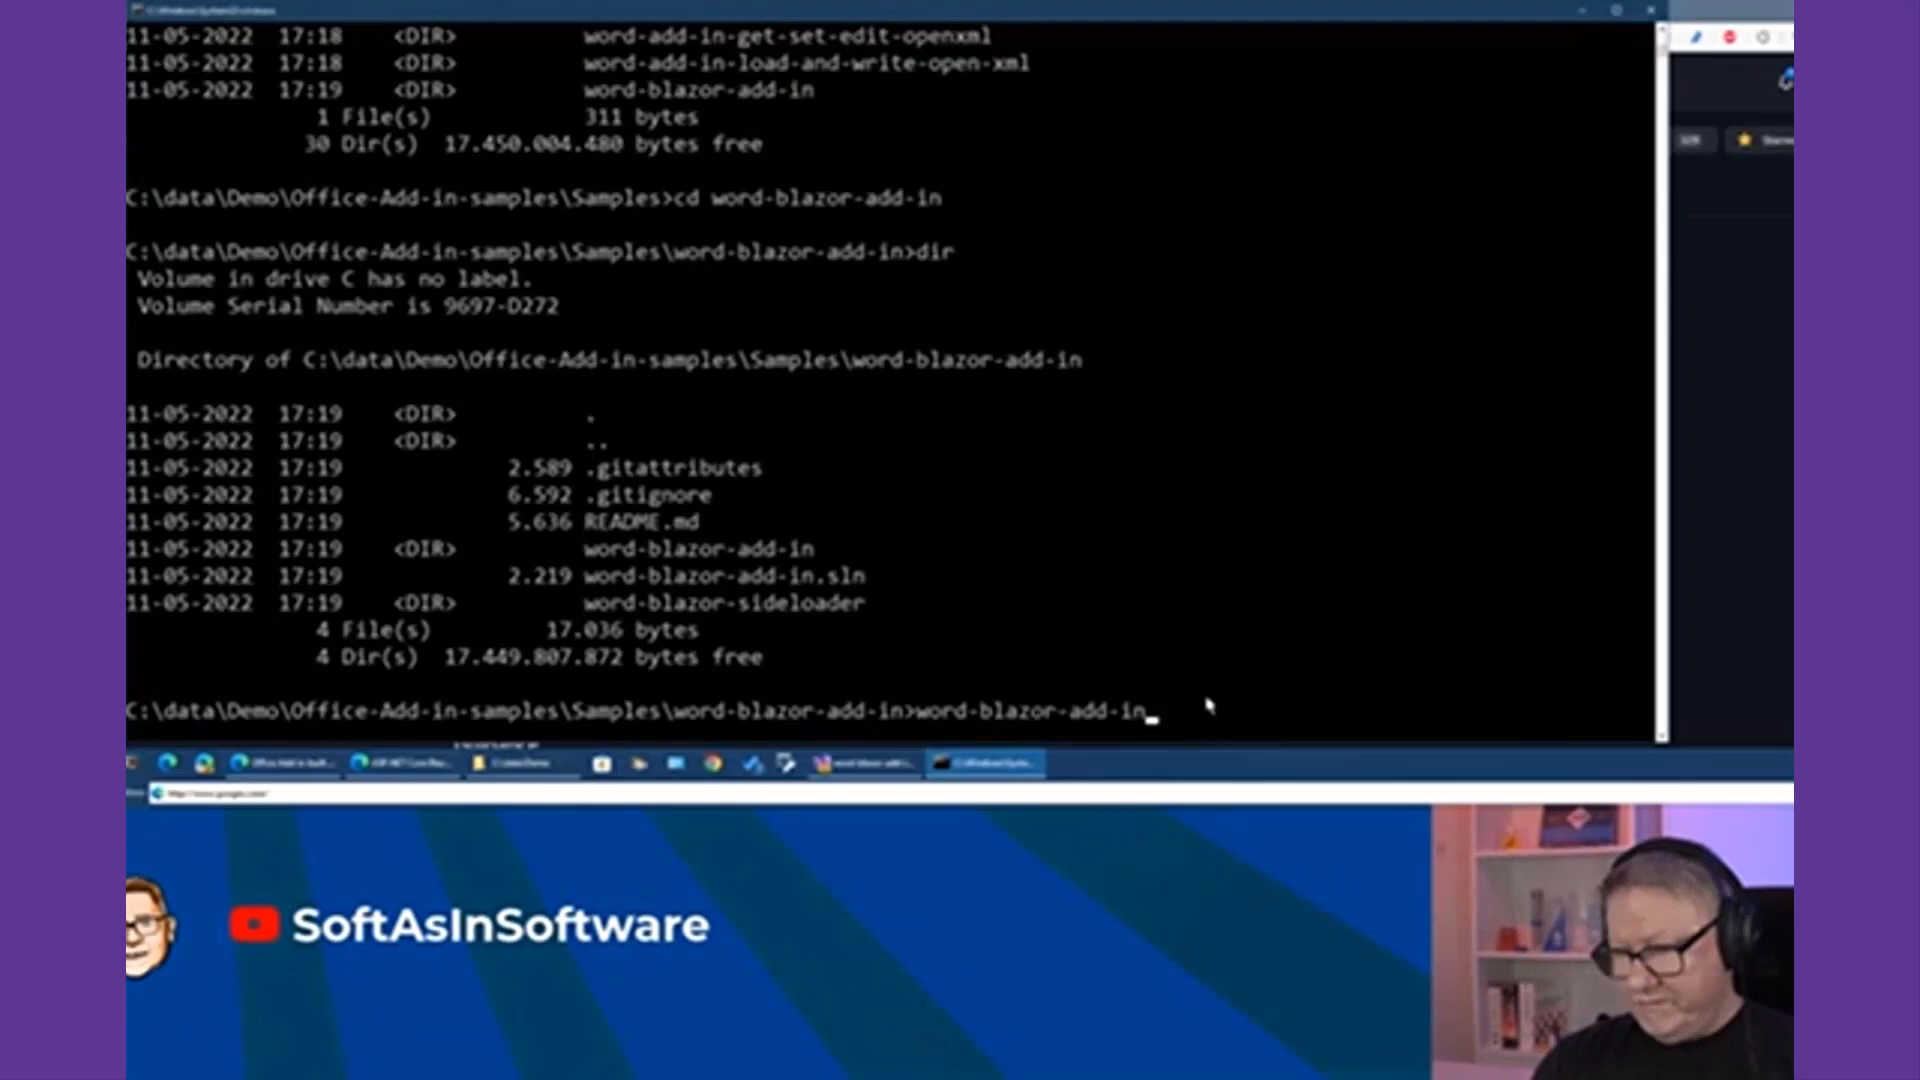 11-05-2022  17:18    <DIR>          word-add-in-get-set-edit-openxml
11-05-2022  17:18    <DIR>          word-add-in-load-and-write-open-xml
11-05-2022  17:19    <DIR>          word-blazor-add-in
1 File(s)            311 bytes
30 Dir(s)  17.450.004.480 bytes free
C:\data\Demo\Office-Add-in-samples\Samples>cd word-blazor-add-in
C:\data\Demo\Office-Add-in-samples\Samples\word-blazor-add-in>dir
Volume in drive C has no label.
Volume Serial Number is 9697-D272
Directory of C:\data\Demo\Office-Add-in-samples\Samples\word-blazor-add-in
11-05-2022  17:19    <DIR>          .
11-05-2022  17:19    <DIR>          ..
11-05-2022  17:19             2.589 .gitattributes
11-05-2022  17:19             6.592 .gitignore
11-05-2022  17:19             5.636 README.md
11-05-2022  17:19    <DIR>          word-blazor-add-in
11-05-2022  17:19             2.219 word-blazor-add-in.sln
11-05-2022  17:19    <DIR>          word-blazor-sideloader
4 File(s)         17.036 bytes
4 Dir(s)  17.449.807.872 bytes free
C:\data\Demo\Office-Add-in-samples\Samples\word-blazor-add-in>word-blazor-add-in_
SoftAsInSoftware